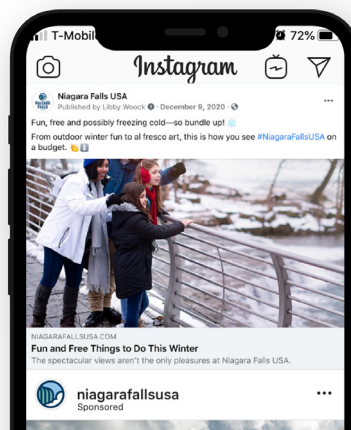 T-Mobil
72%
Instagram
Niagara Falls USA
Published by Libby Woock · December 9, 2020 ·
Fun, free and possibly freezing cold—so bundle up!
From outdoor winter fun to al fresco art, this is how you see #NiagaraFallsUSA on
a budget.
NIAGARAFALLSUSA.COM
Fun and Free Things to Do This Winter
The spectacular views aren't the only pleasures at Niagara Falls USA.
niagarafallsusa
Sponsored